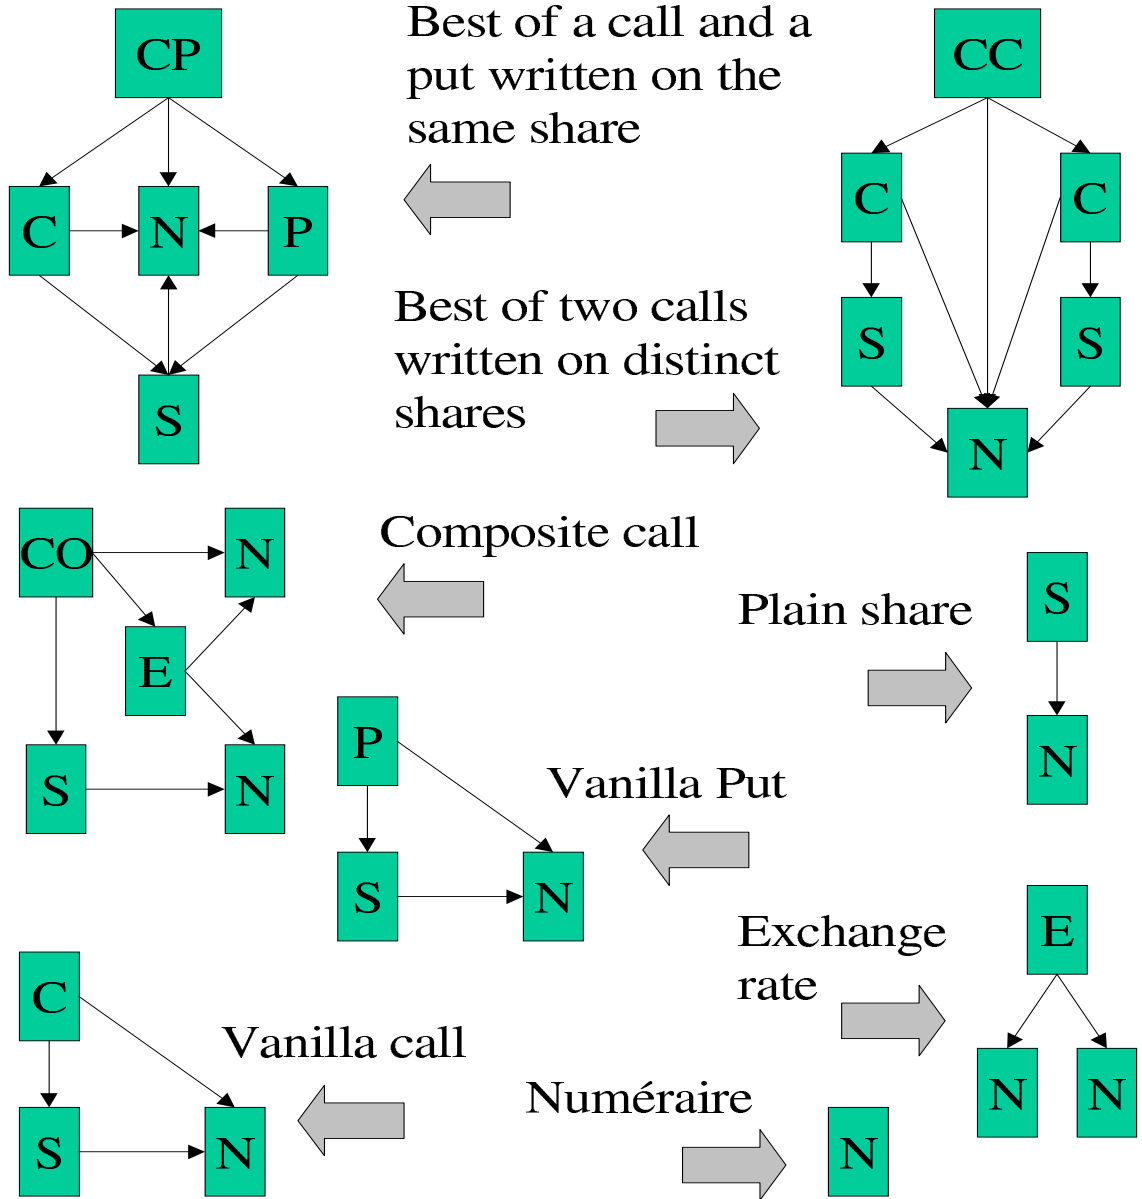 CP
Best of a call and a
put written on the
same share
CC
C N P
C C
Best of two calls
written on distinct
shares
S S
S
N
CO N
Composite call
S
Plain share
E
P
S N
Vanilla Put
N
S N
E
Exchange
rate
C
Vanilla call
N N
Numéraire
S N
N